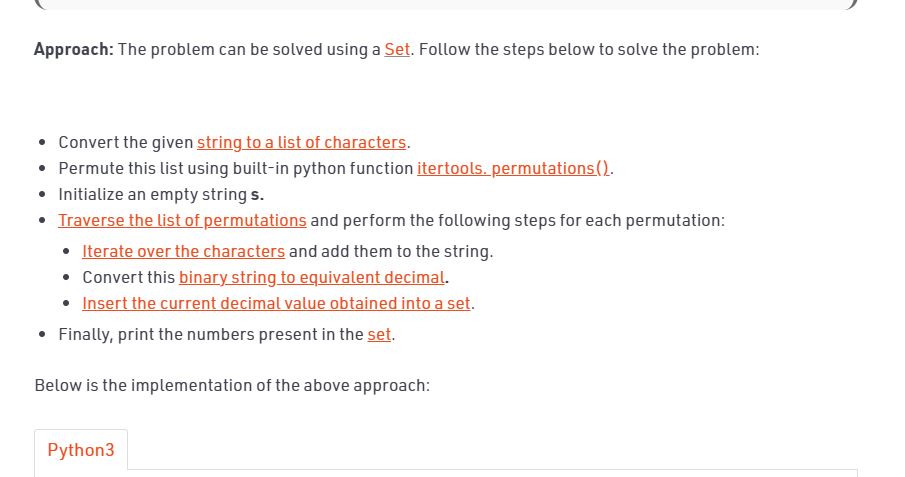 Approach: The problem can be solved using a Set. Follow the steps below to solve the problem:
Convert the given string to a list of characters.
Permute this list using built-in python function itertools. permutations().
Initialize an empty string s.
Traverse the list of permutations and perform the following steps for each permutation:
Iterate over the characters and add them to the string.
Convert this binary string to equivalent decimal.
Insert the current decimal value obtained into a set.
Finally, print the numbers present in the set.
Below is the implementation of the above approach:
Python3